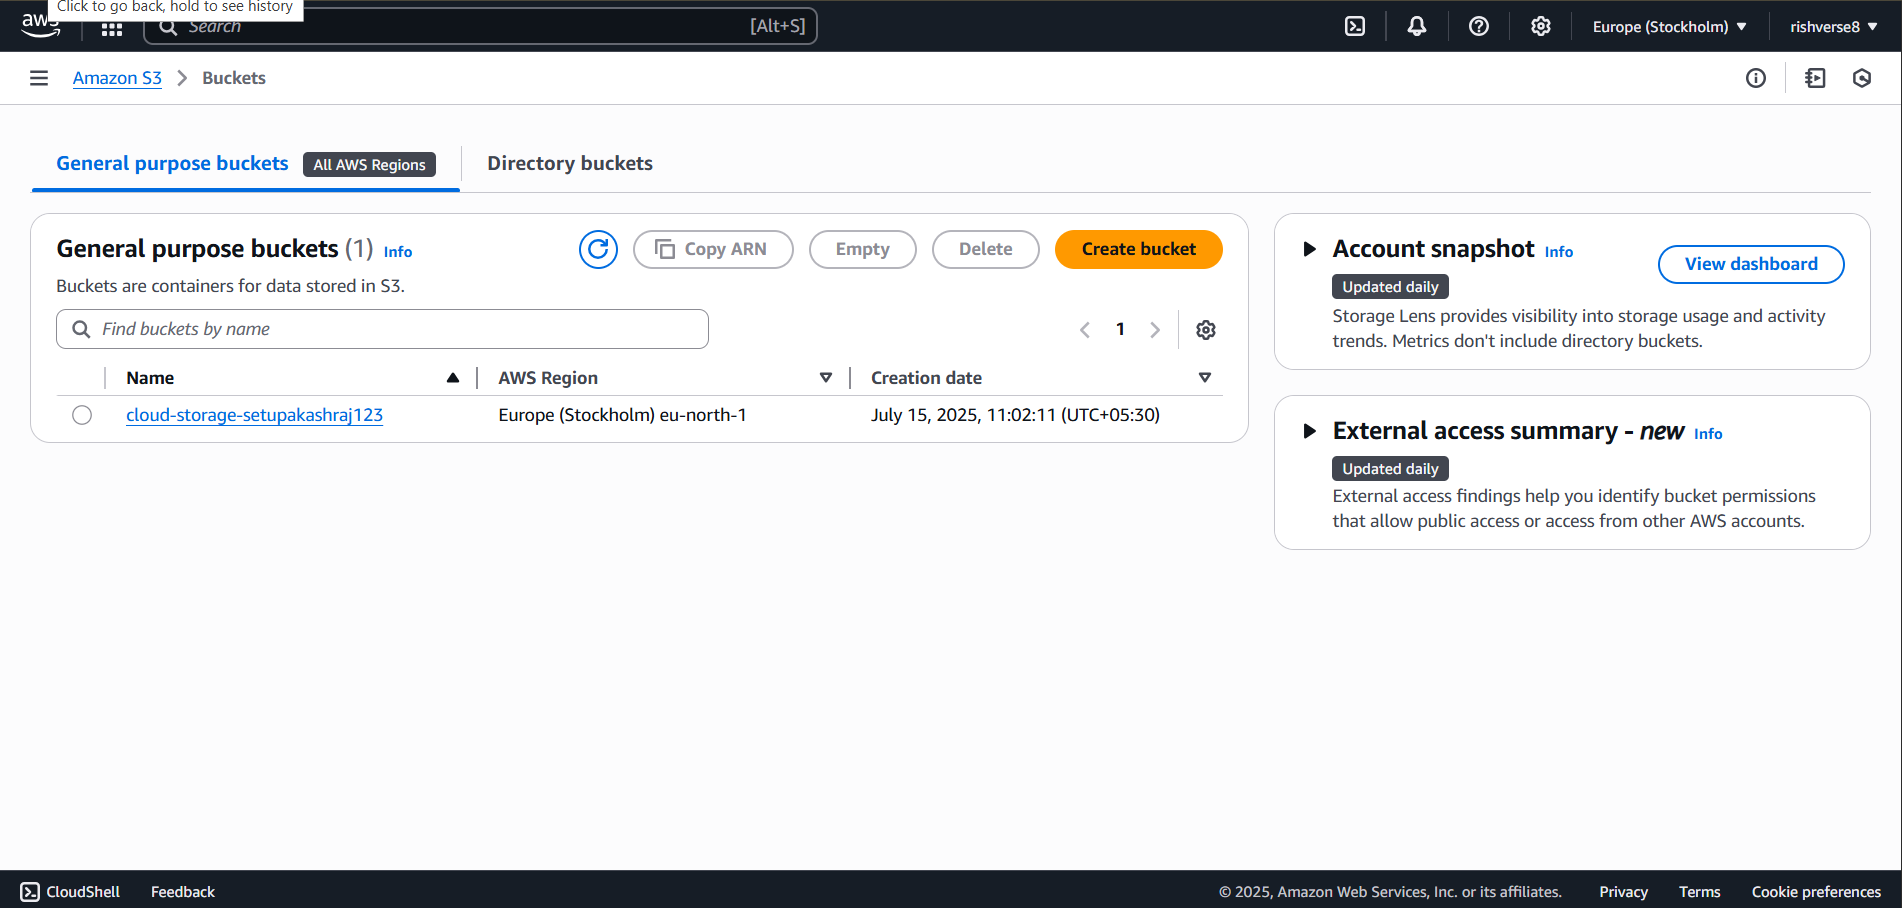 Click to go back, hold to see history
aws
Search [Alt+S]
Europe (Stockholm)
rishverse8
Amazon S3 Buckets
General purpose buckets All AWS Regions
Directory buckets
General purpose buckets (1) Info
Copy ARN
Empty
Delete
Create bucket
Buckets are containers for data stored in S3.
Find buckets by name
1
Name AWS Region Creation date
cloud-storage-setupakashraj123 Europe (Stockholm) eu-north-1 July 15, 2025, 11:02:11 (UTC+05:30)
Account snapshot Info
View dashboard
Updated daily
Storage Lens provides visibility into storage usage and activity
trends. Metrics don't include directory buckets.
External access summary - new Info
Updated daily
External access findings help you identify bucket permissions
that allow public access or access from other AWS accounts.
CloudShell Feedback © 2025, Amazon Web Services, Inc. or its affiliates. Privacy Terms Cookie preferences